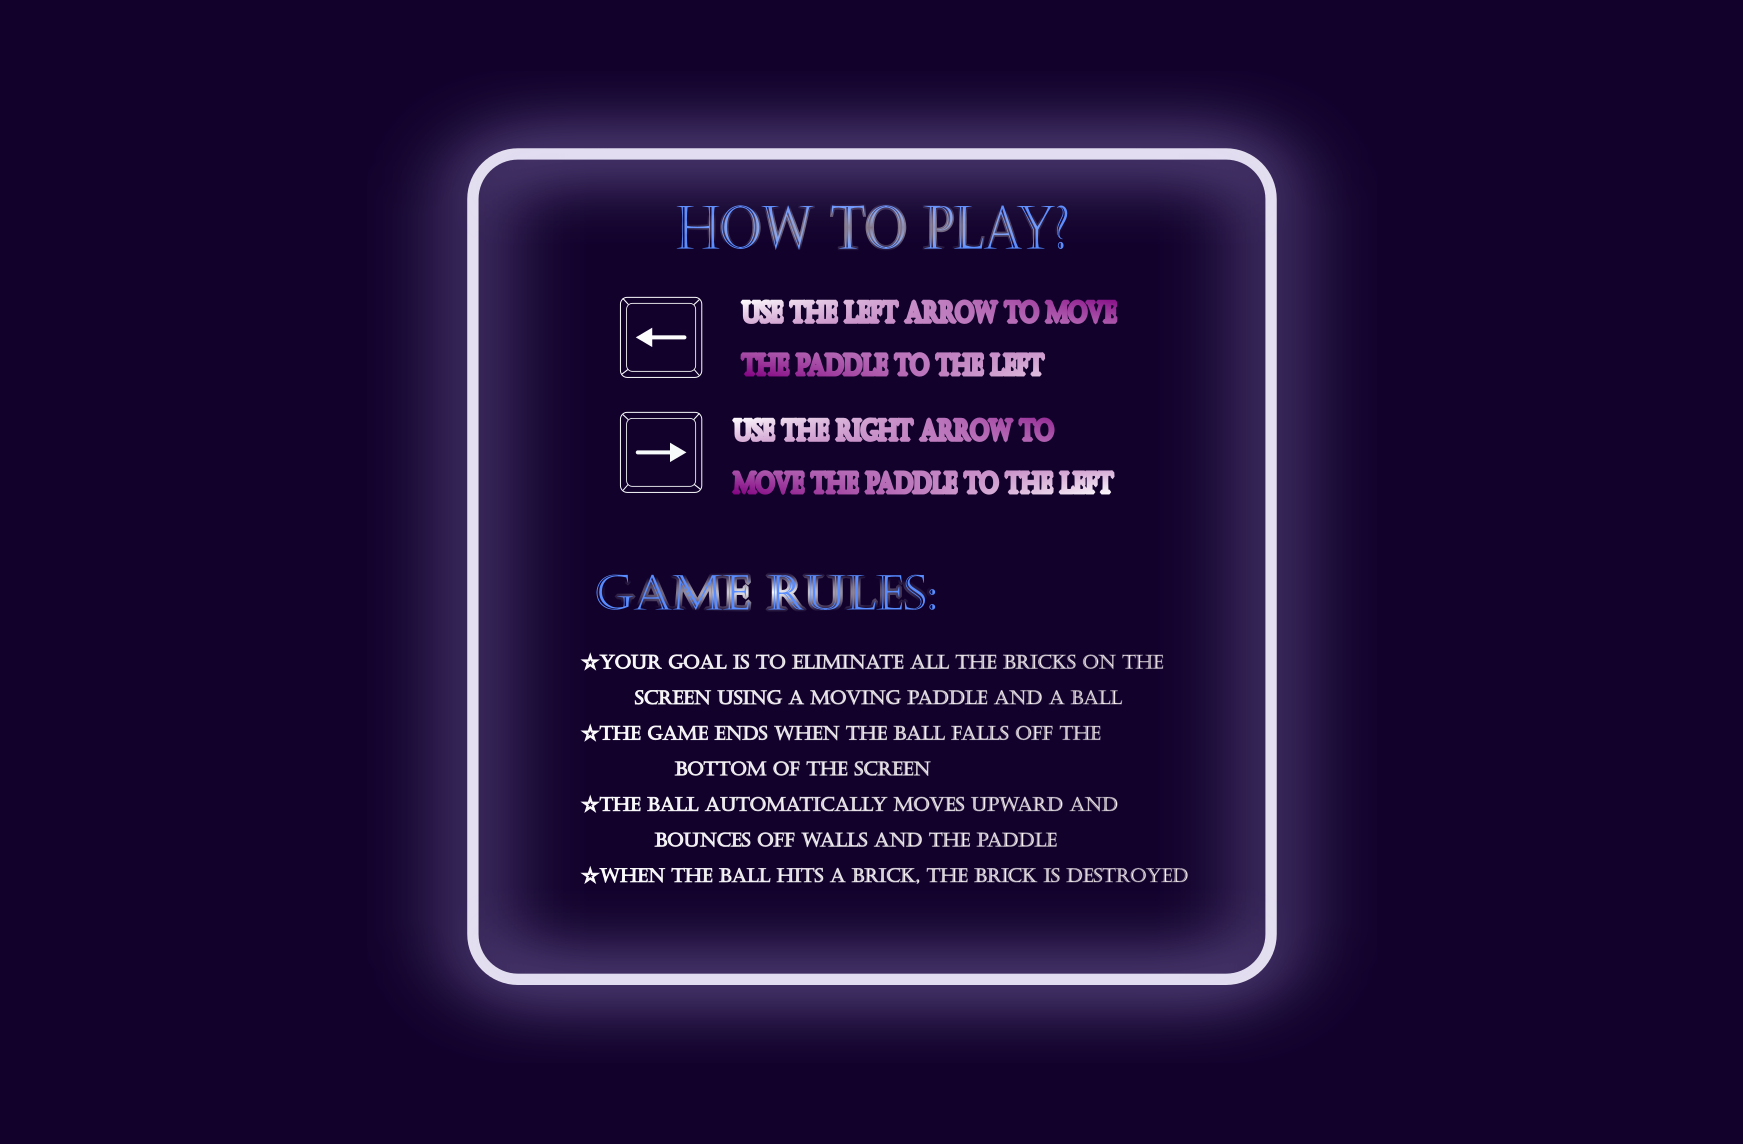 HOW TO PLAY?
USE THE LEFT ARROW TO MOVE
THE PADDLE TO THE LEFT
USE THE RIGHT ARROW TO
MOVE THE PADDLE TO THE LEFT
GAME RULES:
☆YOUR GOAL IS TO ELIMINATE ALL THE BRICKS ON THE
SCREEN USING A MOVING PADDLE AND A BALL
☆THE GAME ENDS WHEN THE BALL FALLS OFF THE
BOTTOM OF THE SCREEN
☆THE BALL AUTOMATICALLY MOVES UPWARD AND
BOUNCES OFF WALLS AND THE PADDLE
☆WHEN THE BALL HITS A BRICK, THE BRICK IS DESTROYED